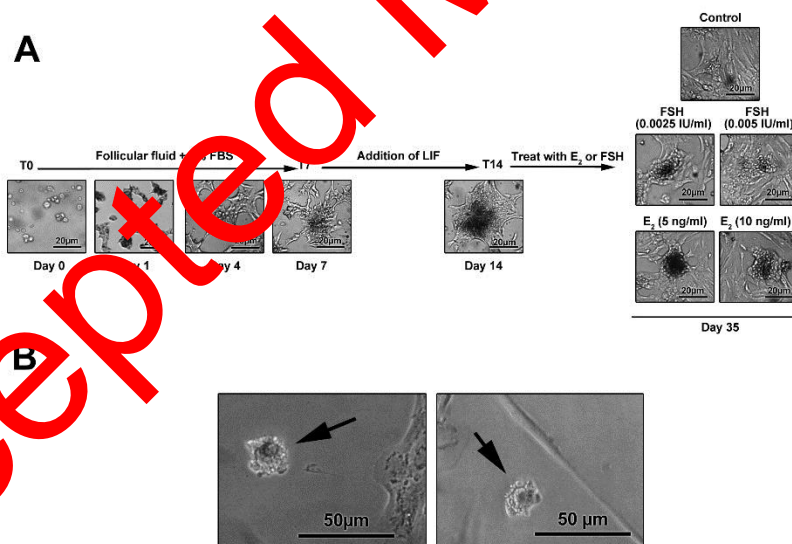 A
Control
20μm
FSH
(0.0025 IU/ml)
FSH
(0.005 IU/ml)
20μm
20μm
T0
Follicular fluid +
FBS
Addition of LIF
T14
Treat with E₂ or FSH
20μm
20μm
20μm
20μm
Day 0
Day 7
Day 14
E₂ (5 ng/ml)
E₂ (10 ng/ml)
20μm
20μm
Day 35
B
50μm
50 μm